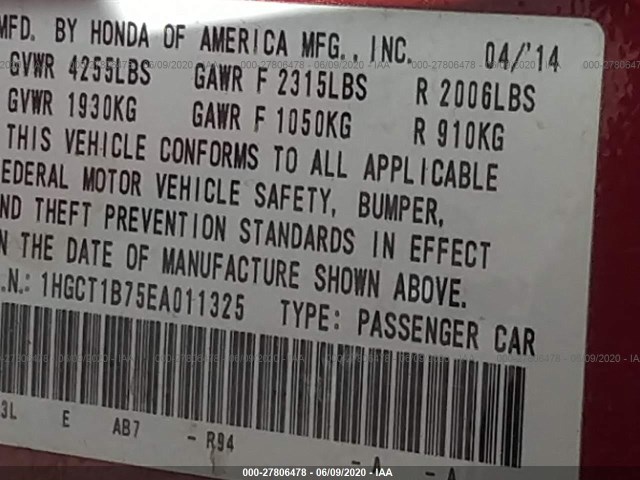 MFD. BY HONDA OF AMERICA MFG., INC. 04/'14
GVWR 4255LBS GAWR F 2315LBS R 2006LBS
GVWR 1930KG GAWR F 1050KG R 910KG
THIS VEHICLE CONFORMS TO ALL APPLICABLE
EDERAL MOTOR VEHICLE SAFETY, BUMPER,
ND THEFT PREVENTION STANDARDS IN EFFECT
N THE DATE OF MANUFACTURE SHOWN ABOVE.
.N.: 1HGCT1B75EA011325 TYPE: PASSENGER CAR
3L E AB7 - R94 - A - A
000-27806478 - 06/09/2020 - IAA